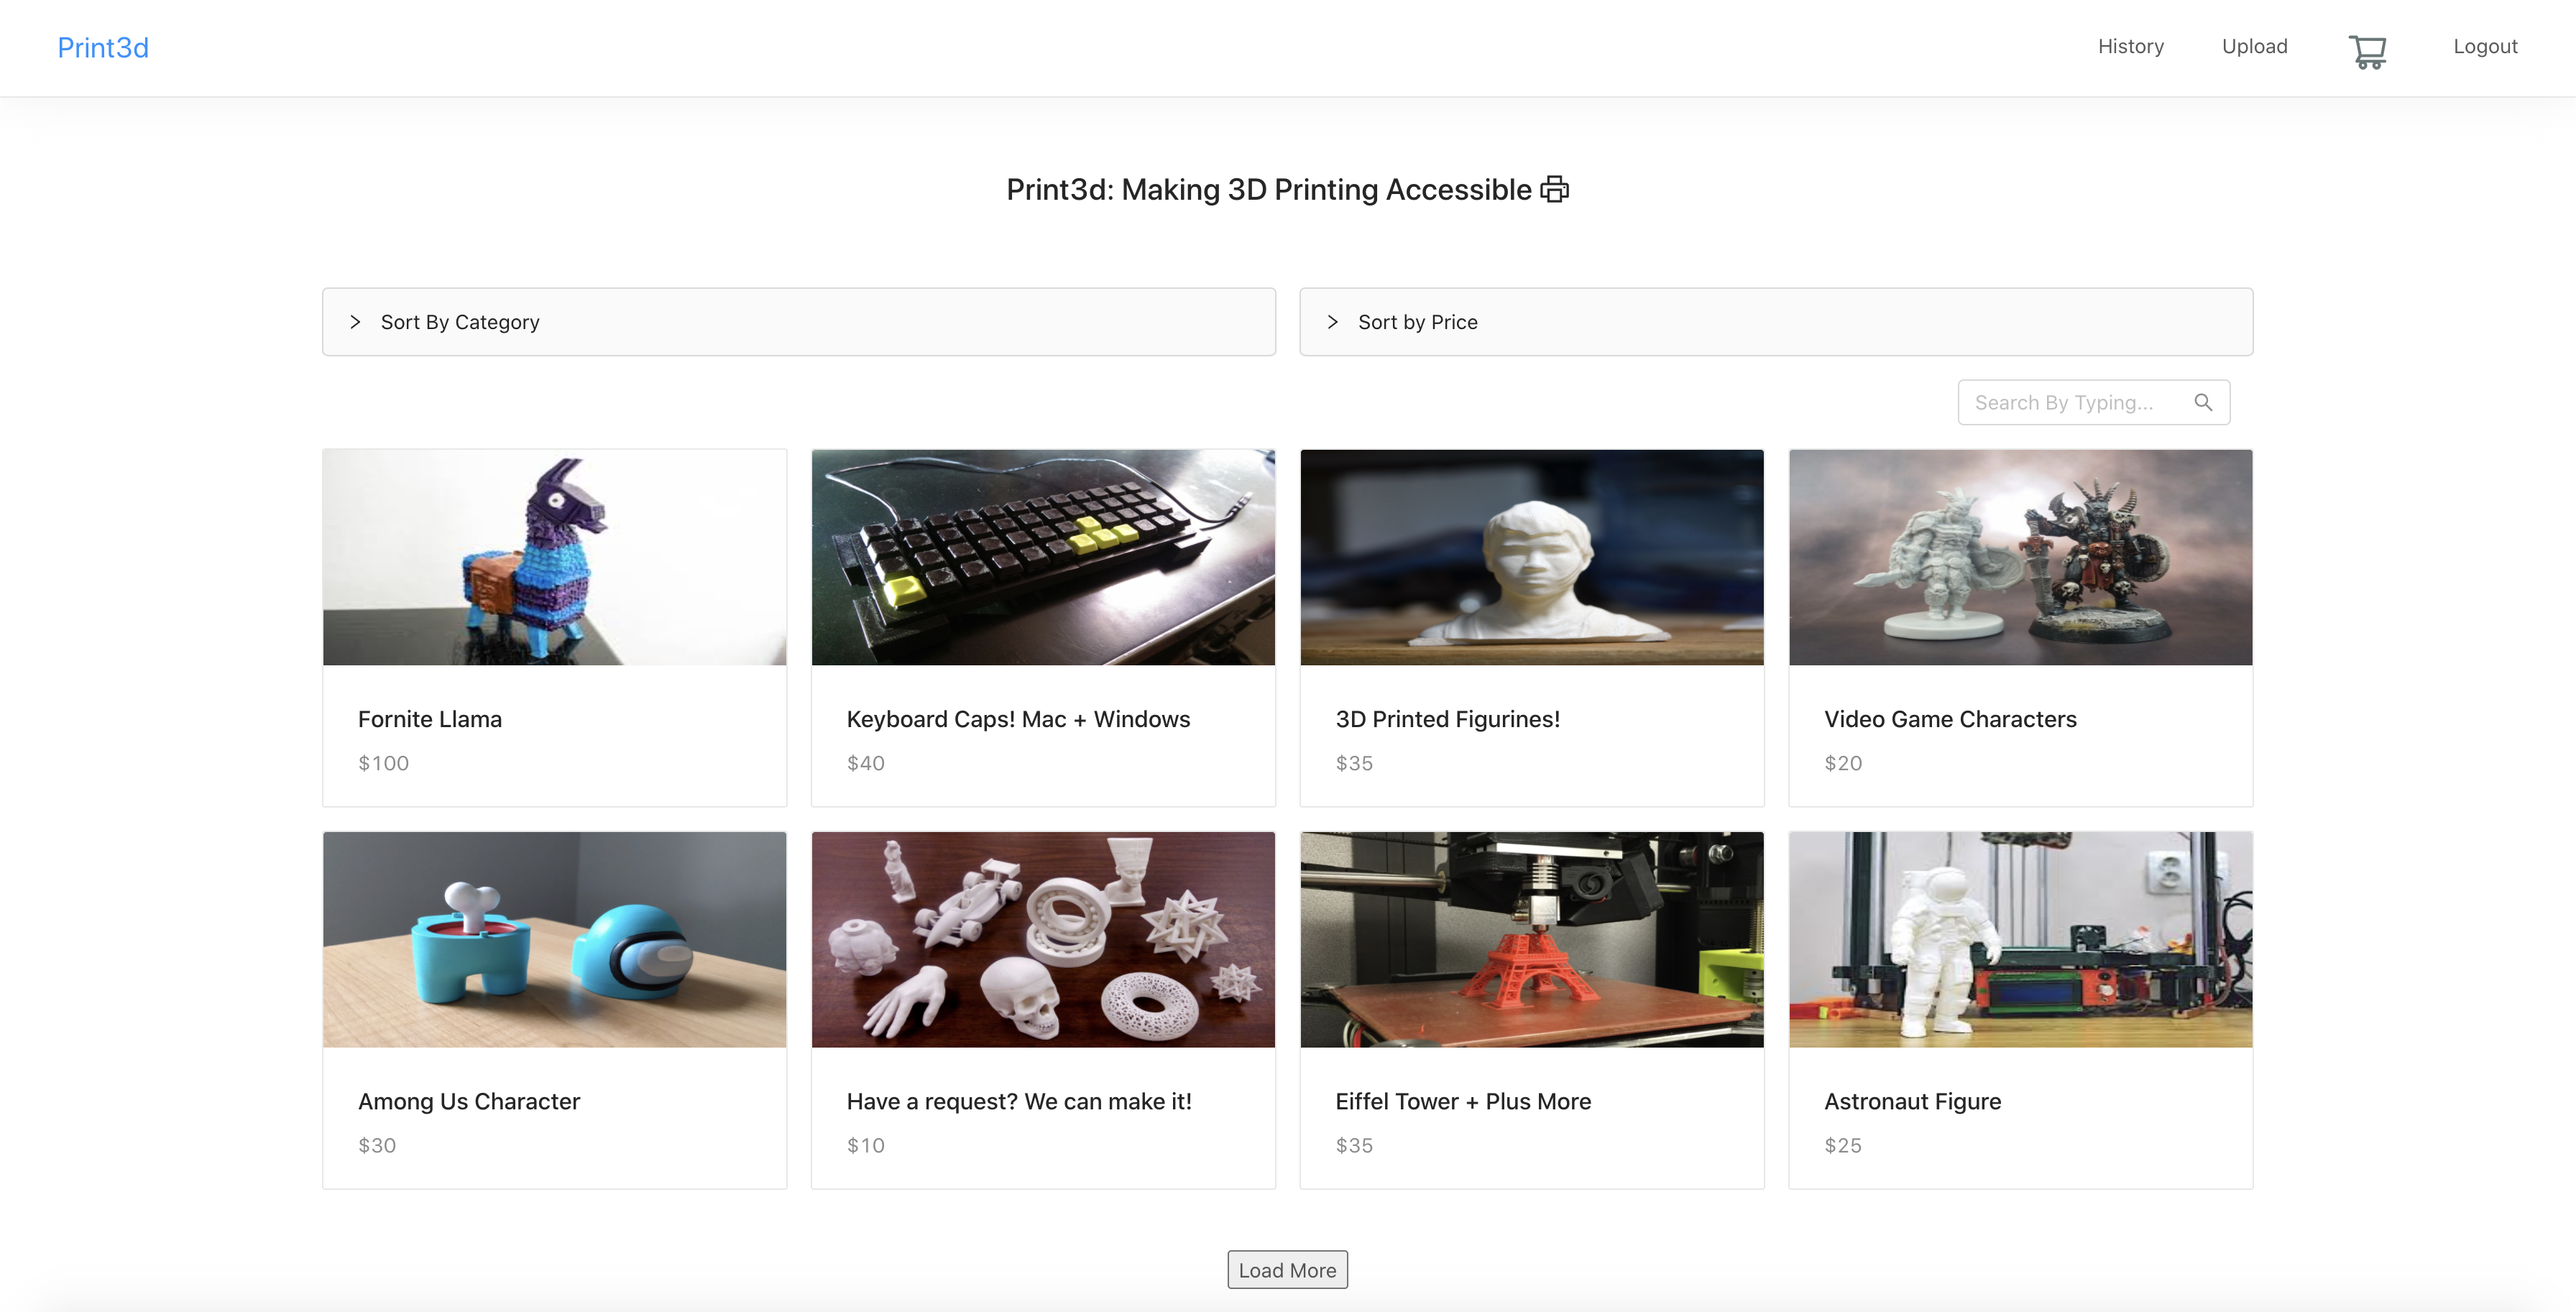 Print3d
History
Upload
Logout
Print3d: Making 3D Printing Accessible
Sort By Category
Sort by Price
Search By Typing...
Fornite Llama
$100
Keyboard Caps! Mac + Windows
$40
3D Printed Figurines!
$35
Video Game Characters
$20
Among Us Character
$30
Have a request? We can make it!
$10
Eiffel Tower + Plus More
$35
Astronaut Figure
$25
Load More